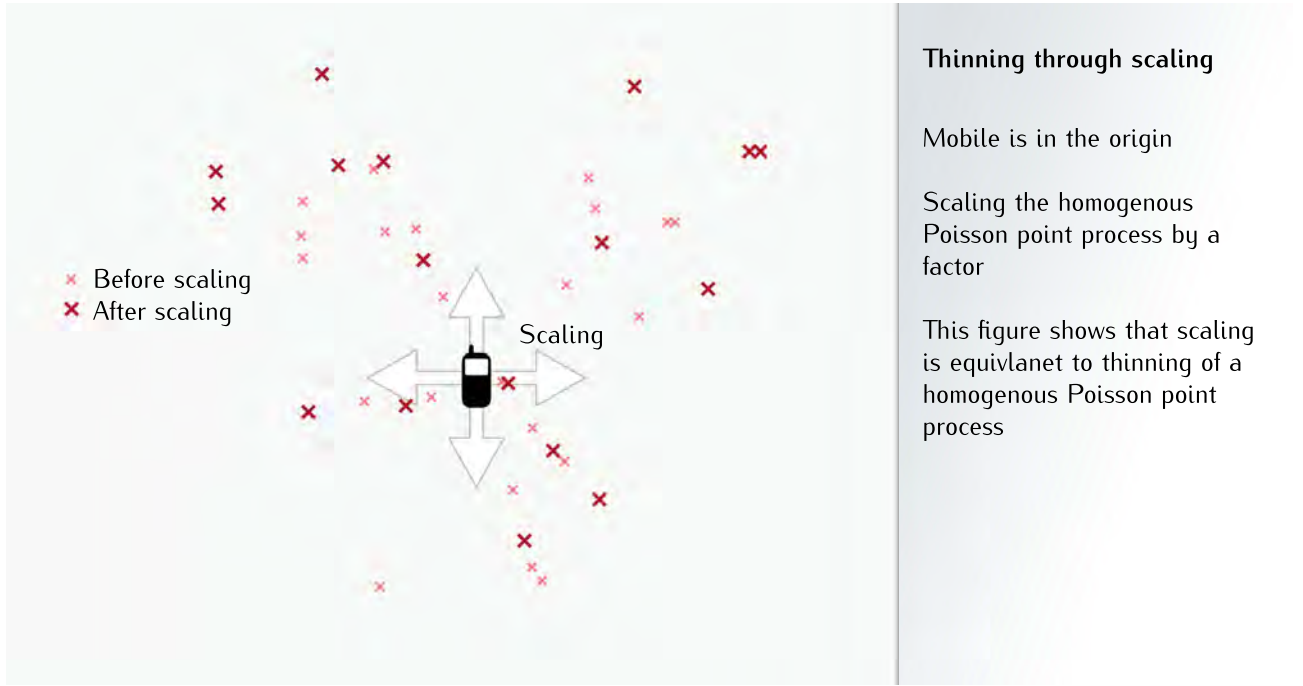 Thinning through scaling
Mobile is in the origin
Scaling the homogenous
Poisson point process by a
factor
This figure shows that scaling
is equivlanet to thinning of a
homogenous Poisson point
process
Before scaling
After scaling
Scaling